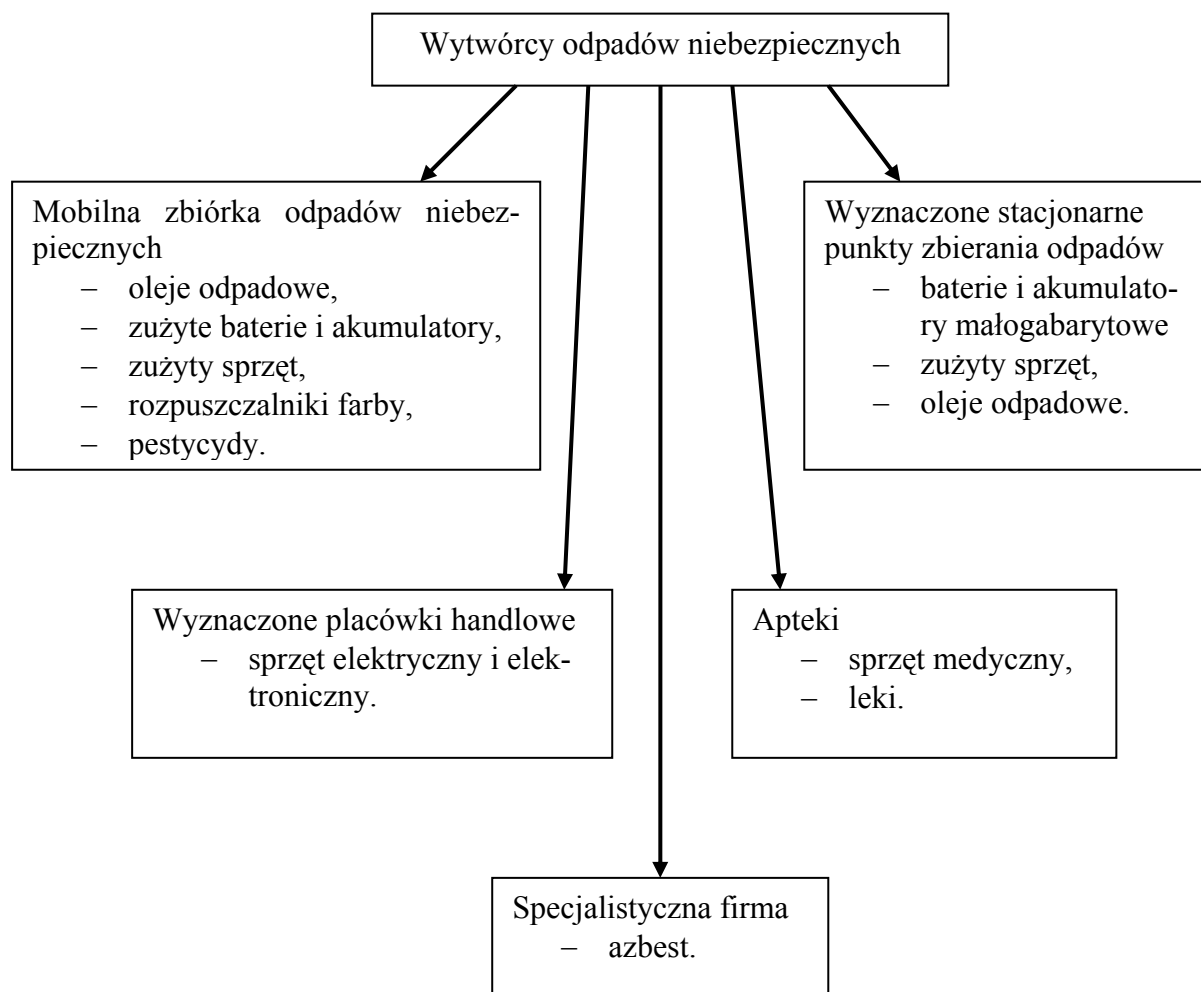 Wytwórcy odpadów niebezpiecznych
Mobilna zbiórka odpadów niebez-
piecznych
– oleje odpadowe,
– zużyte baterie i akumulatory,
– zużyty sprzęt,
– rozpuszczalniki farby,
– pestycydy.
Wyznaczone stacjonarne
punkty zbierania odpadów
– baterie i akumulato-
ry małogabarytowe
– zużyty sprzęt,
– oleje odpadowe.
Wyznaczone placówki handlowe
– sprzęt elektryczny i elek-
troniczny.
Apteki
– sprzęt medyczny,
– leki.
Specjalistyczna firma
– azbest.